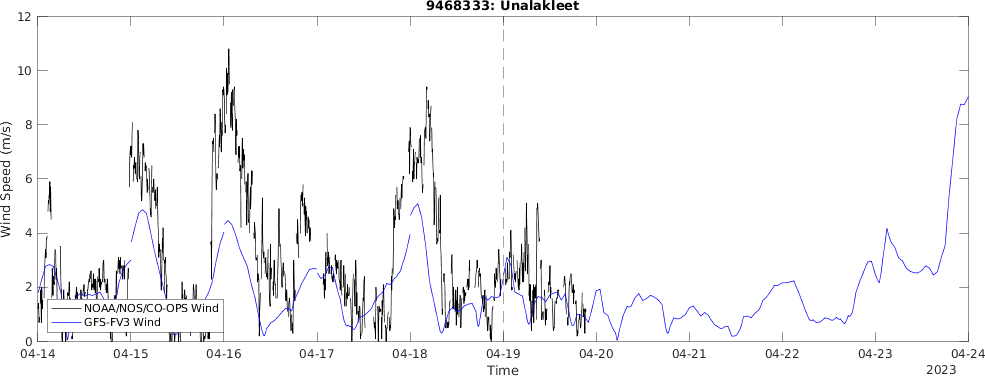 9468333: Unalakleet
Wind Speed (m/s)
12
10
8
6
4
2
0
NOAA/NOS/CO-OPS Wind
GFS-FV3 Wind
04-14 04-15 04-16 04-17 04-18 04-19 04-20 04-21 04-22 04-23 04-24
Time
2023